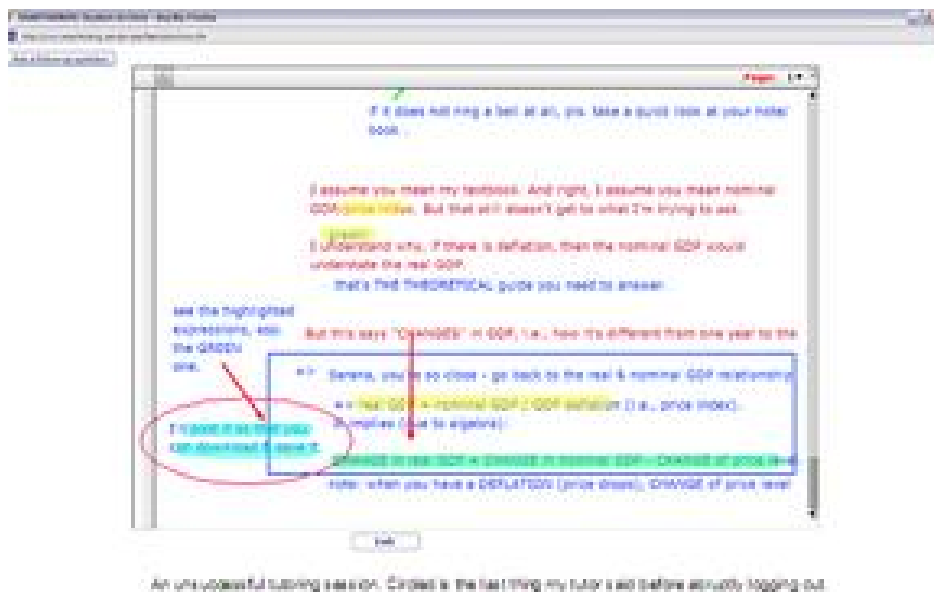 Page: 1
if it does not ring a bell at all, pls. take a quick look at your notes/
book.
I assume you mean my textbook. And right, I assume you mean nominal
GDP/price index. But that still doesn't get to what I'm trying to ask.
I understand why, if there is deflation, then the nominal GDP would
understate the real GDP.
that's THE THEORETICAL guide you need to answer
see the highlighted
expressions, esp.
the GREEN
one.
But this says "CHANGES" in GDP, i.e., how it's different from one year to the
=> Serena, you're so close - go back to the real & nominal GDP relationship
=> real GDP = nominal GDP / GDP deflator (i.e., price index).
it implies (due to algebra):
I'll post it so that you
can download & save it.
CHANGE in real GDP = CHANGE in nominal GDP - CHANGE of price level
note: when you have a DEFLATION (price drops), CHANGE of price level
Exit
An unsuccessful tutoring session. Circled is the last thing my tutor said before abruptly logging out.